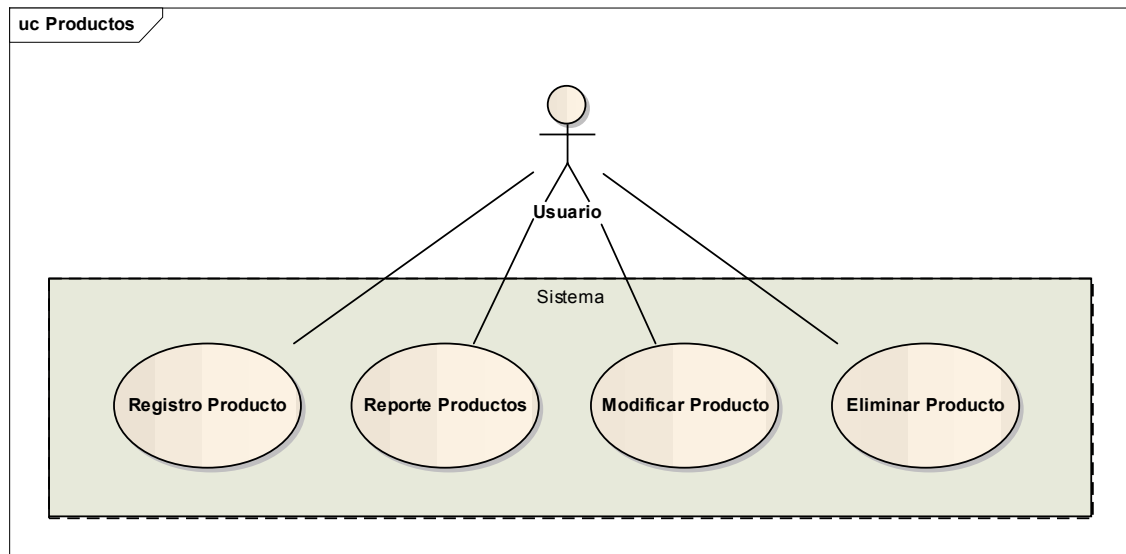 uc Productos
Usuario
Sistema
Registro Producto
Reporte Productos
Modificar Producto
Eliminar Producto